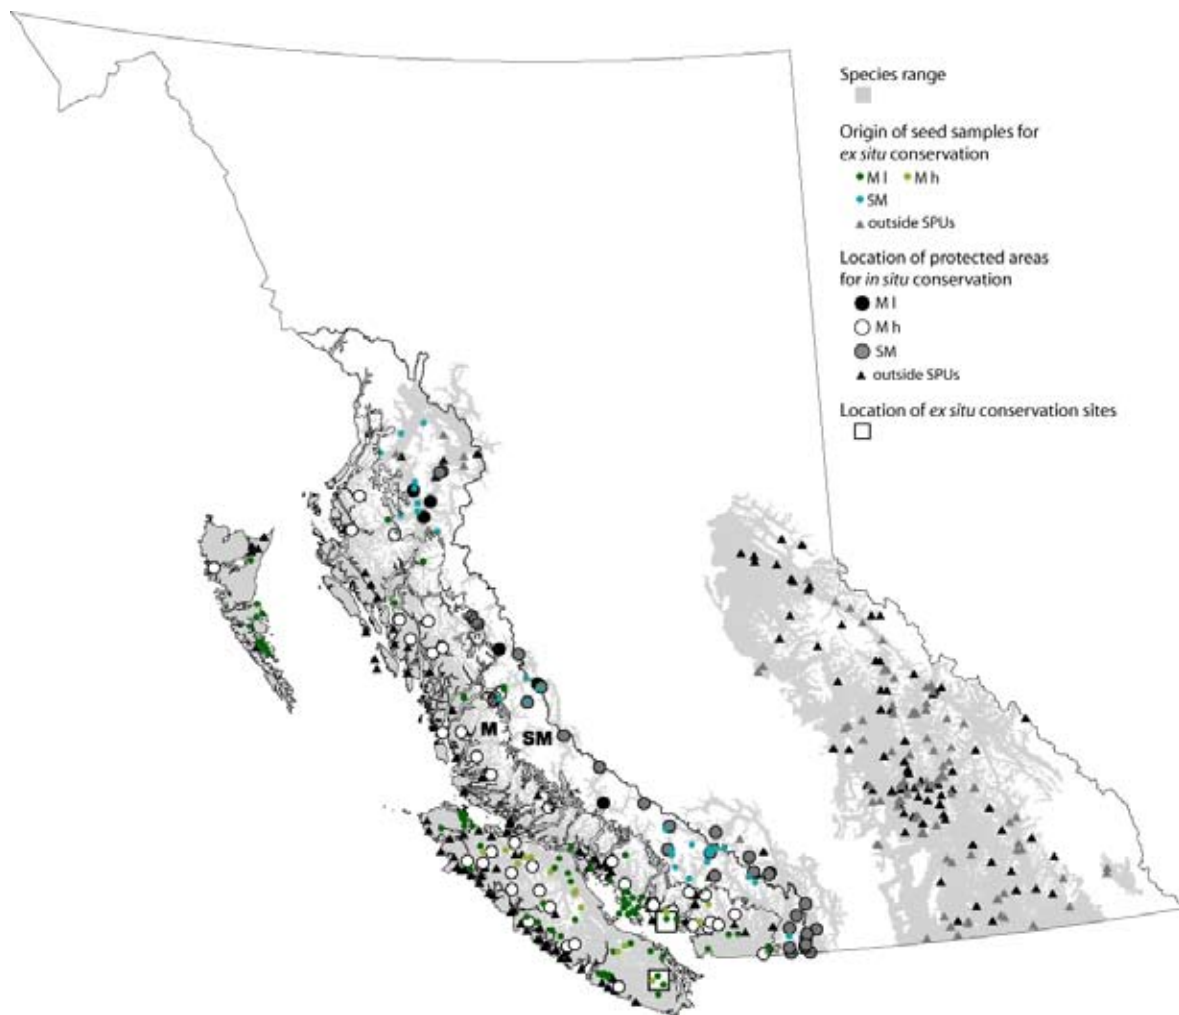 Species range
Origin of seed samples for
ex situ conservation
M l M h
SM
outside SPUs
Location of protected areas
for in situ conservation
M l
M h
SM
outside SPUs
Location of ex situ conservation sites
M
SM